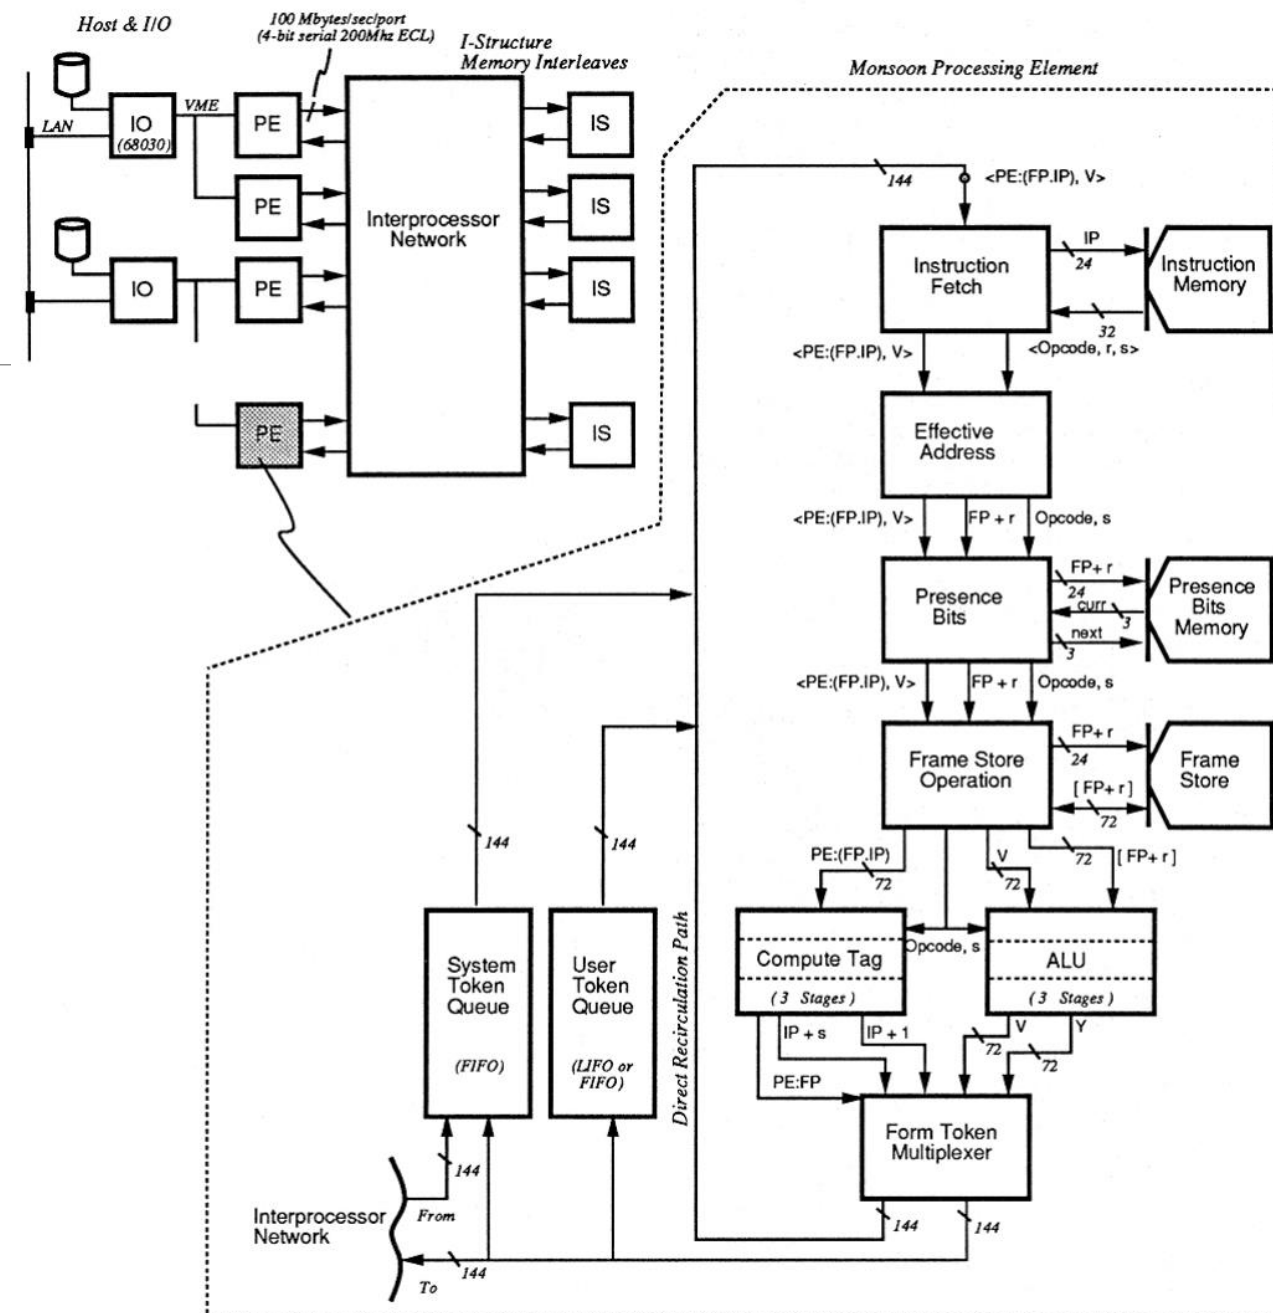 Host & I/O
100 Mbytes/sec/port
(4-bit serial 200Mhz ECL)
I-Structure
Memory Interleaves
Monsoon Processing Element
LAN
IO
(68030)
VME
PE
IS
PE
IS
Interprocessor
Network
IO
PE
IS
PE
IS
144
<PE:(FP.IP), V>
Instruction
Fetch
IP
24
32
Instruction
Memory
<PE:(FP.IP), V>
<Opcode, r, s>
Effective
Address
<PE:(FP.IP), V>
FP + r
Opcode, s
Presence
Bits
FP+ r
24
curr
3
next
3
Presence
Bits
Memory
<PE:(FP.IP), V>
FP + r
Opcode, s
Frame Store
Operation
FP+ r
24
[ FP+ r ]
72
Frame
Store
PE:(FP.IP)
72
V
72
72
[ FP+ r ]
144
144
Direct Recirculation Path
System
Token
Queue
(FIFO)
User
Token
Queue
(LIFO or
FIFO)
Compute Tag
( 3 Stages )
Opcode, s
ALU
( 3 Stages )
IP + s
IP + 1
V
72
Y
72
PE:FP
Form Token
Multiplexer
144
144
144
Interprocessor
Network
From
To
144